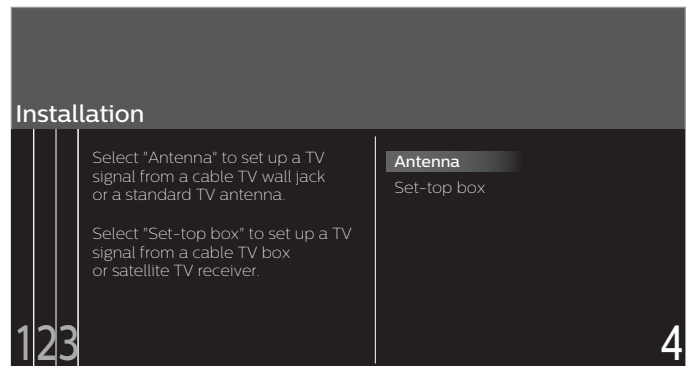 Installation
Select "Antenna" to set up a TV
signal from a cable TV wall jack
or a standard TV antenna.
Select "Set-top box" to set up a TV
signal from a cable TV box
or satellite TV receiver.
Antenna
Set-top box
123
4